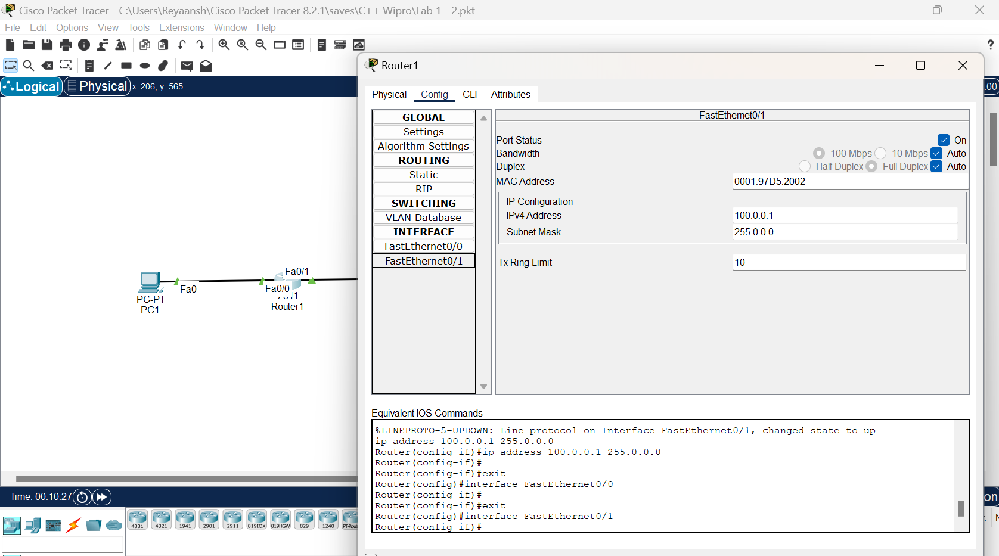 Cisco Packet Tracer - C:\Users\Reyaansh\Cisco Packet Tracer 8.2.1\saves\C++ Wipro\Lab 1 - 2.pkt
File Edit Options View Tools Extensions Window Help
?
Router1
Logical Physical x: 206, y: 565
:00
Physical Config CLI Attributes
GLOBAL
Settings
Algorithm Settings
ROUTING
Static
RIP
SWITCHING
VLAN Database
INTERFACE
FastEthernet0/0
FastEthernet0/1
FastEthernet0/1
Port Status On
Bandwidth 100 Mbps 10 Mbps Auto
Duplex Half Duplex Full Duplex Auto
MAC Address 0001.97D5.2002
IP Configuration
IPv4 Address 100.0.0.1
Subnet Mask 255.0.0.0
Tx Ring Limit 10
Fa0/1
Fa0 Fa0/0
PC-PT
PC1
Router1
Equivalent IOS Commands
%LINEPROTO-5-UPDOWN: Line protocol on Interface FastEthernet0/1, changed state to up
ip address 100.0.0.1 255.0.0.0
Router(config-if)#ip address 100.0.0.1 255.0.0.0
Router(config-if)#
Router(config-if)#exit
Router(config)#interface FastEthernet0/0
Router(config-if)#
Router(config-if)#exit
Router(config)#interface FastEthernet0/1
Router(config-if)#
Time: 00:10:27
on
4331 4321 1941 2901 2911 819IOX 819HGW 829 1240 PT-Rout